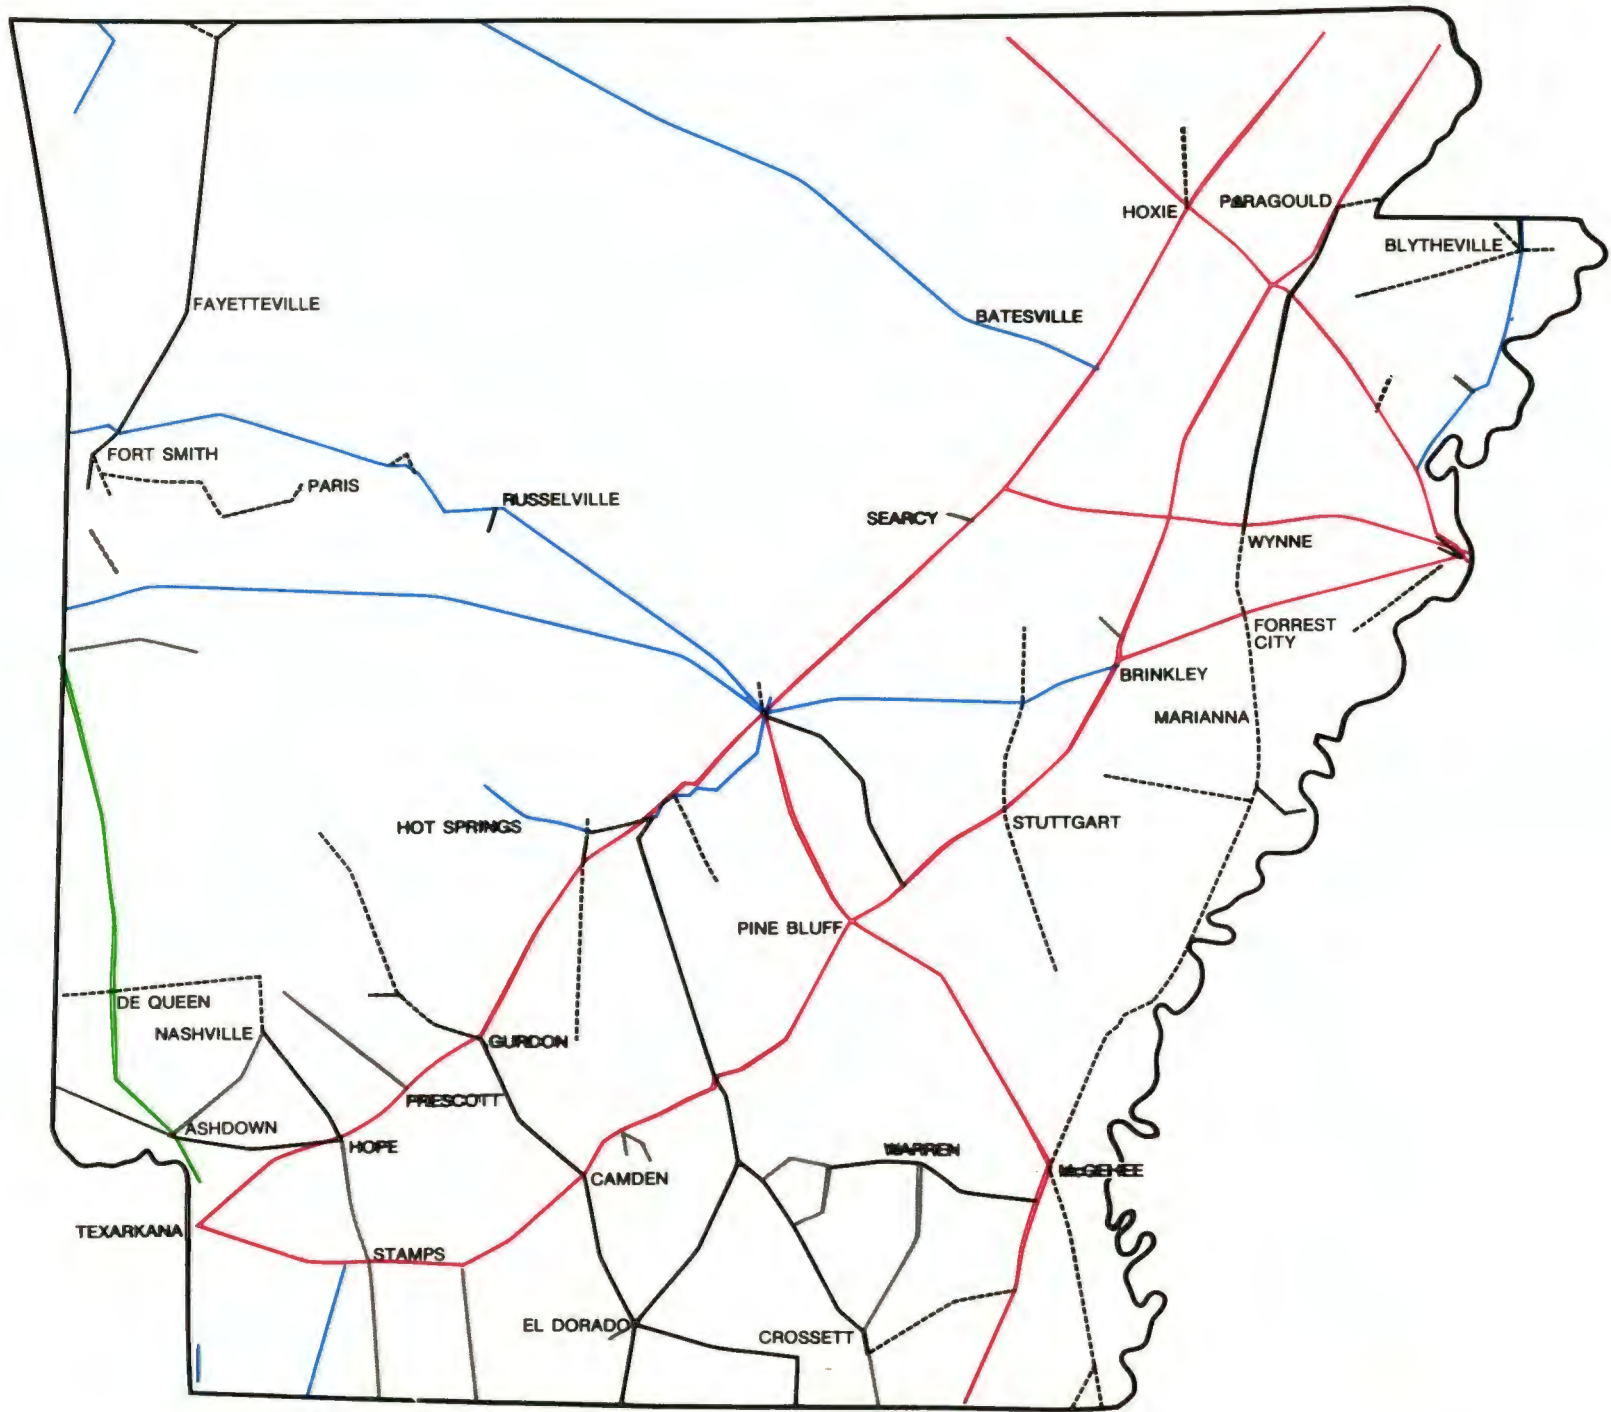 HOXIE
PARAGOULD
BLYTHEVILLE
FAYETTEVILLE
BATESVILLE
FORT SMITH
PARIS
RUSSELVILLE
SEARCY
WYNNE
FORREST
CITY
BRINKLEY
MARIANNA
HOT SPRINGS
STUTTGART
PINE BLUFF
DE QUEEN
NASHVILLE
GURDON
PRESCOTT
ASHDOWN
HOPE
WARREN
McGEHEE
CAMDEN
TEXARKANA
STAMPS
EL DORADO
CROSSETT